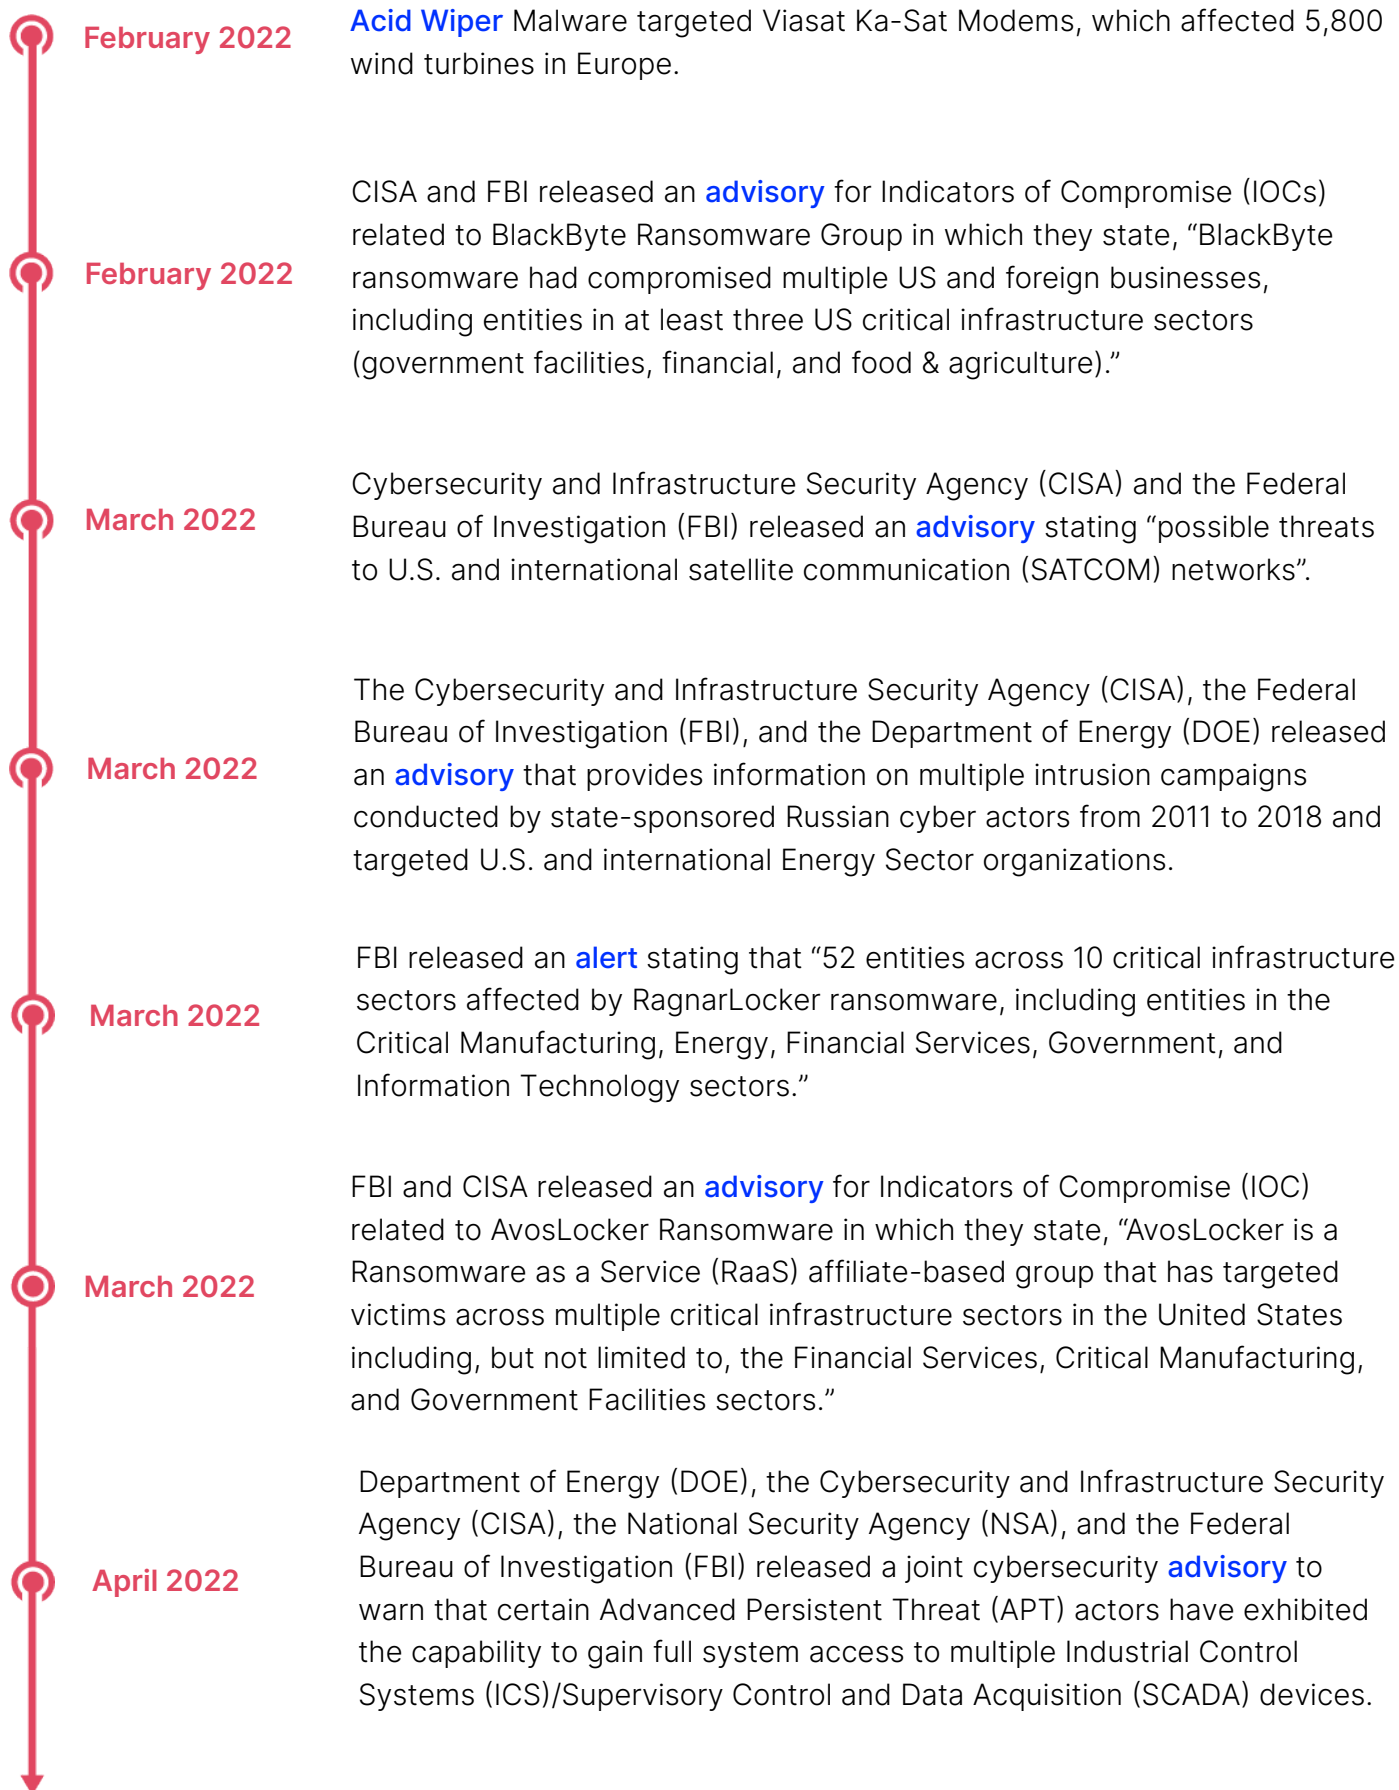 February 2022
Acid Wiper Malware targeted Viasat Ka-Sat Modems, which affected 5,800
wind turbines in Europe.
February 2022
CISA and FBI released an advisory for Indicators of Compromise (IOCs)
related to BlackByte Ransomware Group in which they state, “BlackByte
ransomware had compromised multiple US and foreign businesses,
including entities in at least three US critical infrastructure sectors
(government facilities, financial, and food & agriculture).”
March 2022
Cybersecurity and Infrastructure Security Agency (CISA) and the Federal
Bureau of Investigation (FBI) released an advisory stating “possible threats
to U.S. and international satellite communication (SATCOM) networks”.
March 2022
The Cybersecurity and Infrastructure Security Agency (CISA), the Federal
Bureau of Investigation (FBI), and the Department of Energy (DOE) released
an advisory that provides information on multiple intrusion campaigns
conducted by state-sponsored Russian cyber actors from 2011 to 2018 and
targeted U.S. and international Energy Sector organizations.
March 2022
FBI released an alert stating that “52 entities across 10 critical infrastructure
sectors affected by RagnarLocker ransomware, including entities in the
Critical Manufacturing, Energy, Financial Services, Government, and
Information Technology sectors.”
March 2022
FBI and CISA released an advisory for Indicators of Compromise (IOC)
related to AvosLocker Ransomware in which they state, “AvosLocker is a
Ransomware as a Service (RaaS) affiliate-based group that has targeted
victims across multiple critical infrastructure sectors in the United States
including, but not limited to, the Financial Services, Critical Manufacturing,
and Government Facilities sectors.”
April 2022
Department of Energy (DOE), the Cybersecurity and Infrastructure Security
Agency (CISA), the National Security Agency (NSA), and the Federal
Bureau of Investigation (FBI) released a joint cybersecurity advisory to
warn that certain Advanced Persistent Threat (APT) actors have exhibited
the capability to gain full system access to multiple Industrial Control
Systems (ICS)/Supervisory Control and Data Acquisition (SCADA) devices.